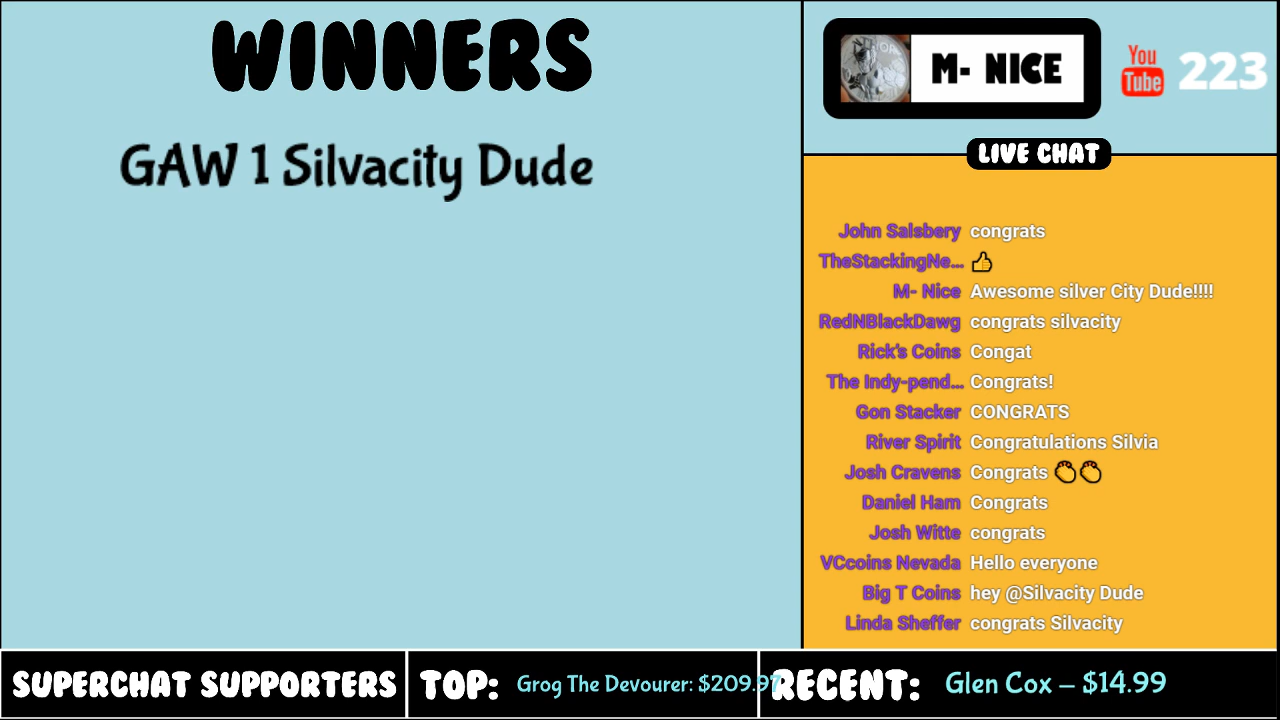 WINNERS
GAW 1 Silvacity Dude
M- NICE
You
Tube
223
LIVE CHAT
John Salsbery congrats
TheStackingNe... 👍
M- Nice Awesome silver City Dude!!!!
RedNBlackDawg congrats silvacity
Rick's Coins Congat
The Indy-pend... Congrats!
Gon Stacker CONGRATS
River Spirit Congratulations Silvia
Josh Cravens Congrats 👏👏
Daniel Ham Congrats
Josh Witte congrats
VCcoins Nevada Hello everyone
Big T Coins hey @Silvacity Dude
Linda Sheffer congrats Silvacity
SUPERCHAT SUPPORTERS
TOP: Grog The Devourer: $209.97
RECENT: Glen Cox – $14.99